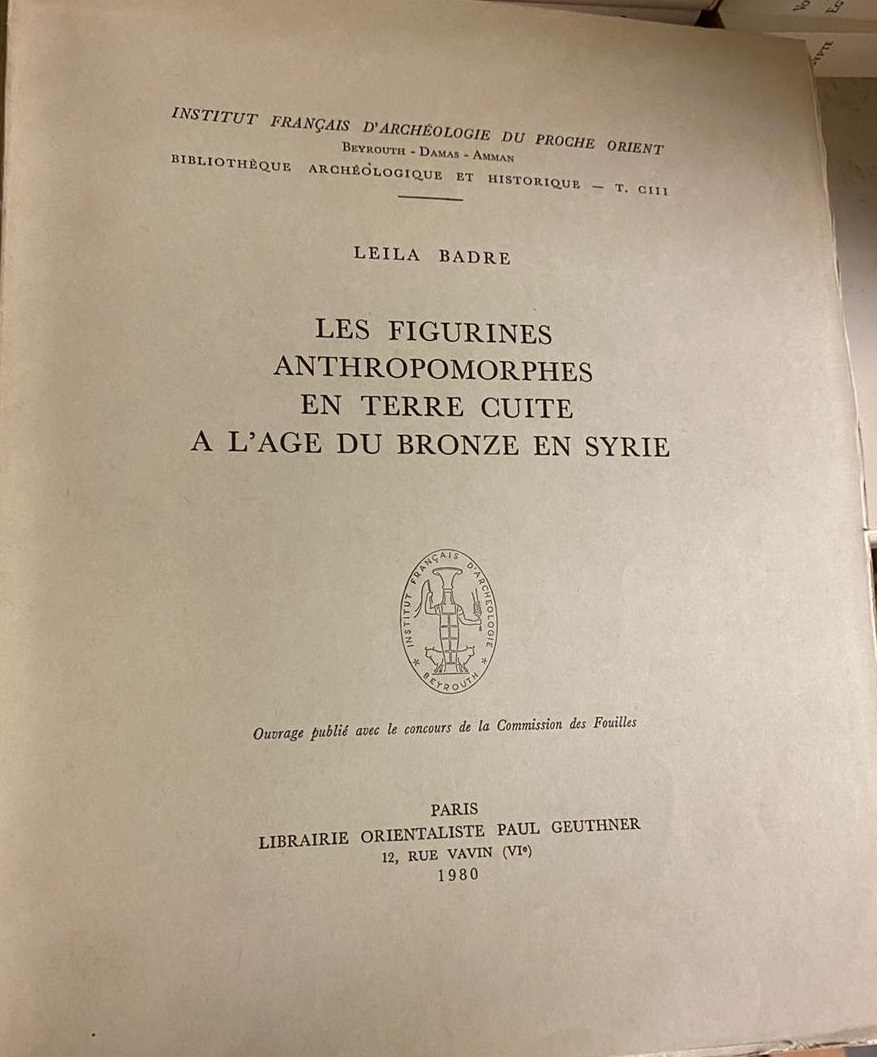 INSTITUT FRANÇAIS D'ARCHÉOLOGIE DU PROCHE ORIENT
BEYROUTH - DAMAS - AMMAN
BIBLIOTHÈQUE ARCHÉOLOGIQUE ET HISTORIQUE — T. CIII
LEILA BADRE
LES FIGURINES
ANTHROPOMORPHES
EN TERRE CUITE
A L'AGE DU BRONZE EN SYRIE
INSTITUT FRANÇAIS D'ARCHÉOLOGIE
* BEYROUTH *
Ouvrage publié avec le concours de la Commission des Fouilles
PARIS
LIBRAIRIE ORIENTALISTE PAUL GEUTHNER
12, RUE VAVIN (VIe)
1980